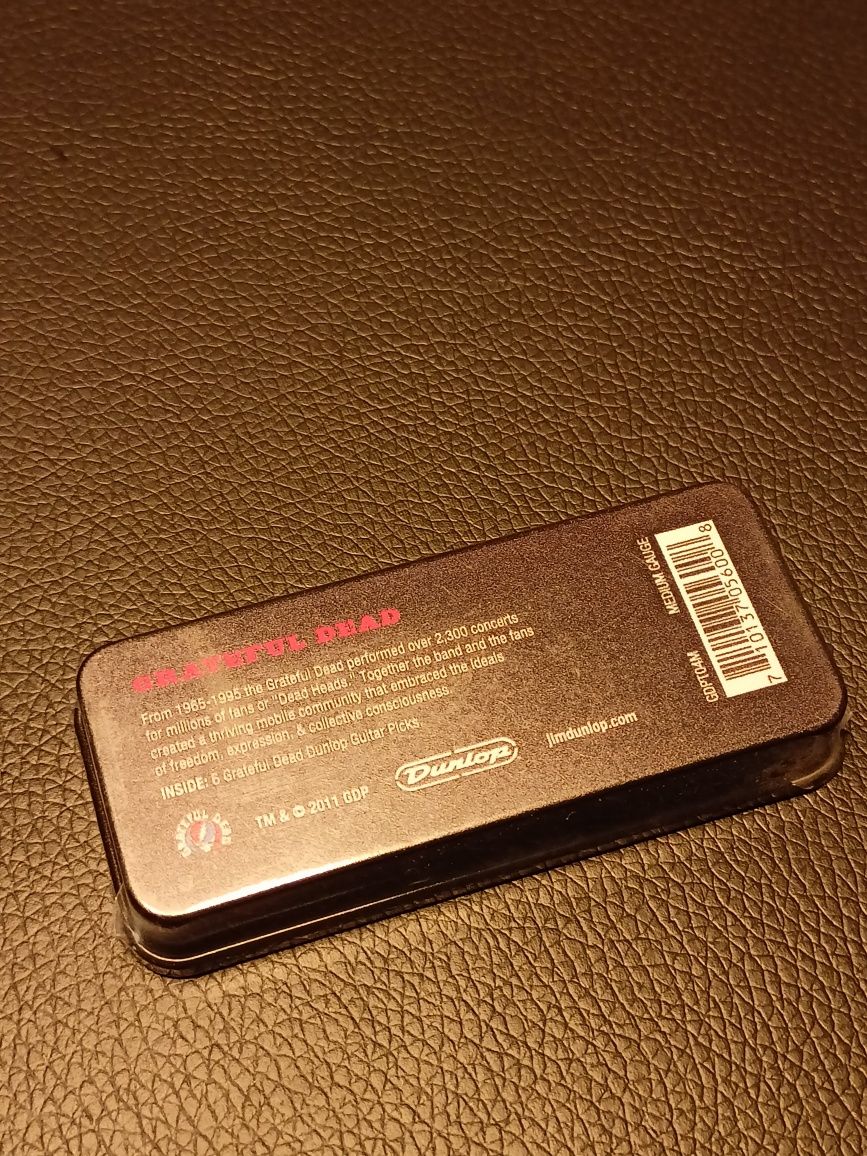 GRATEFUL DEAD
From 1965-1995 the Grateful Dead performed over 2,300 concerts
for millions of fans or "Dead Heads." Together the band and the fans
created a thriving mobile community that embraced the ideals
of freedom, expression, & collective consciousness.
INSIDE: 6 Grateful Dead Dunlop Guitar Picks
GRATEFUL DEAD
TM & © 2011 GDP
Dunlop
jimdunlop.com
GDPT04M
MEDIUM GAUGE
7 10137 05600 8